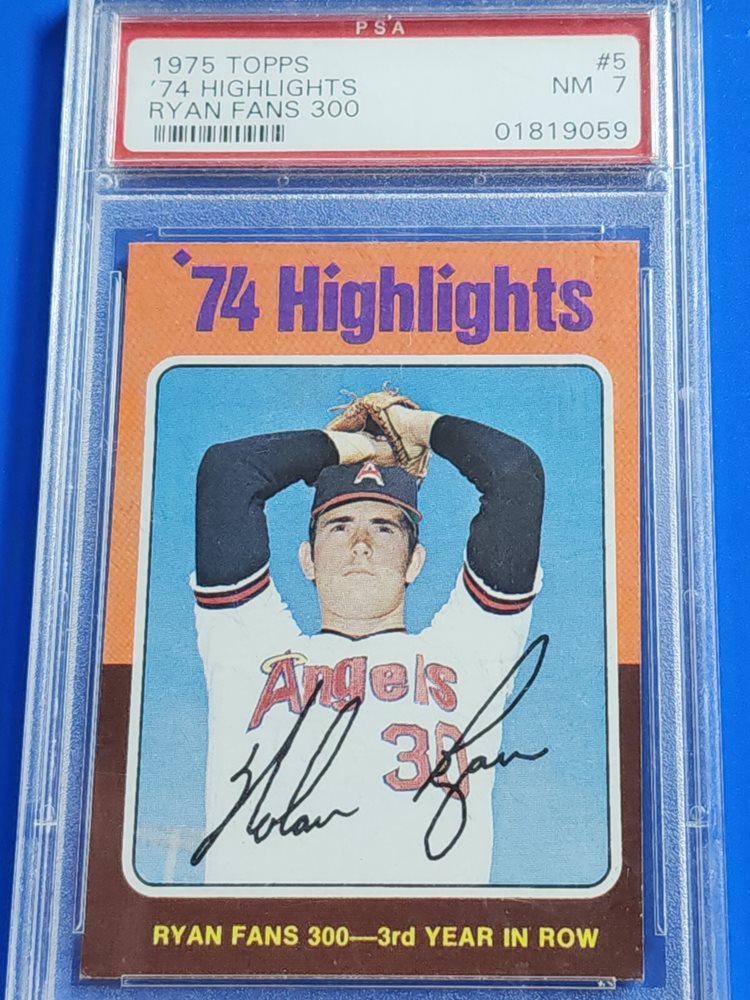 PSA
1975 TOPPS #5
'74 HIGHLIGHTS NM 7
RYAN FANS 300
01819059
'74 Highlights
A
Angels
30
Nolan Ryan
RYAN FANS 300—3rd YEAR IN ROW